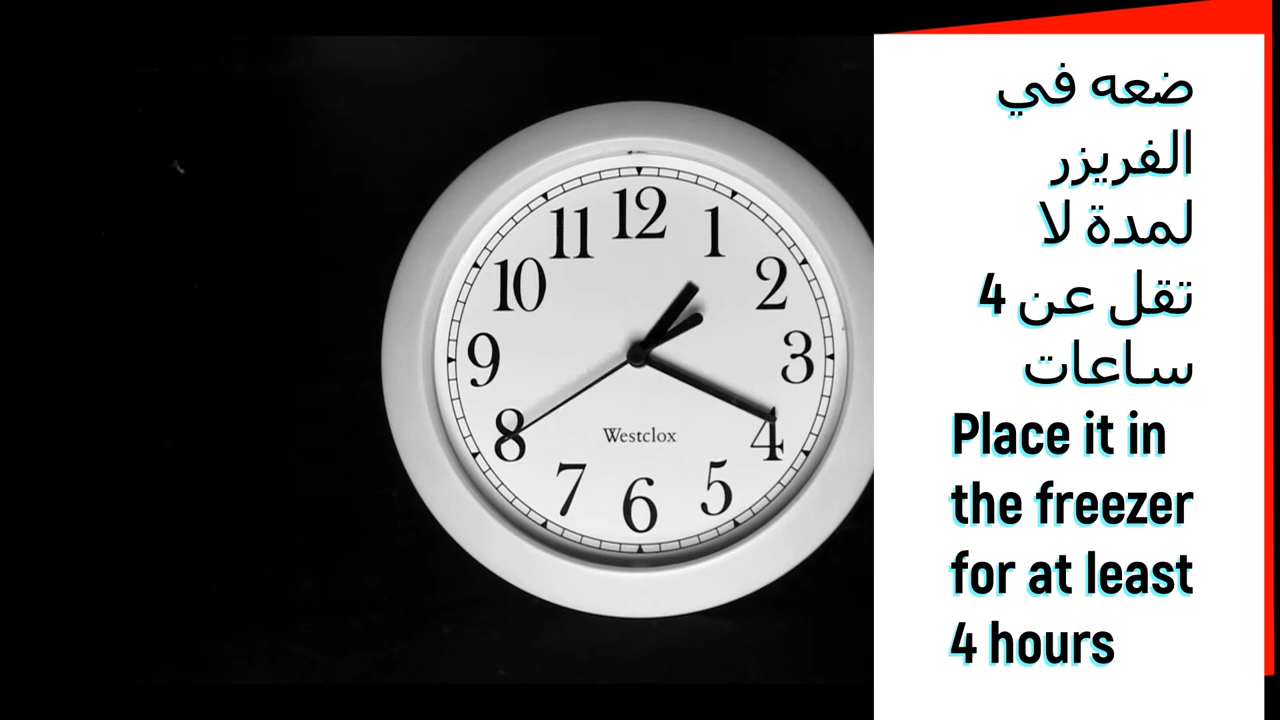 12
11
1
10
2
9
3
8
Westclox
4
7
5
6
ضعه في
الفريزر
لمدة لا
تقل عن 4
ساعات
Place it in
the freezer
for at least
4 hours